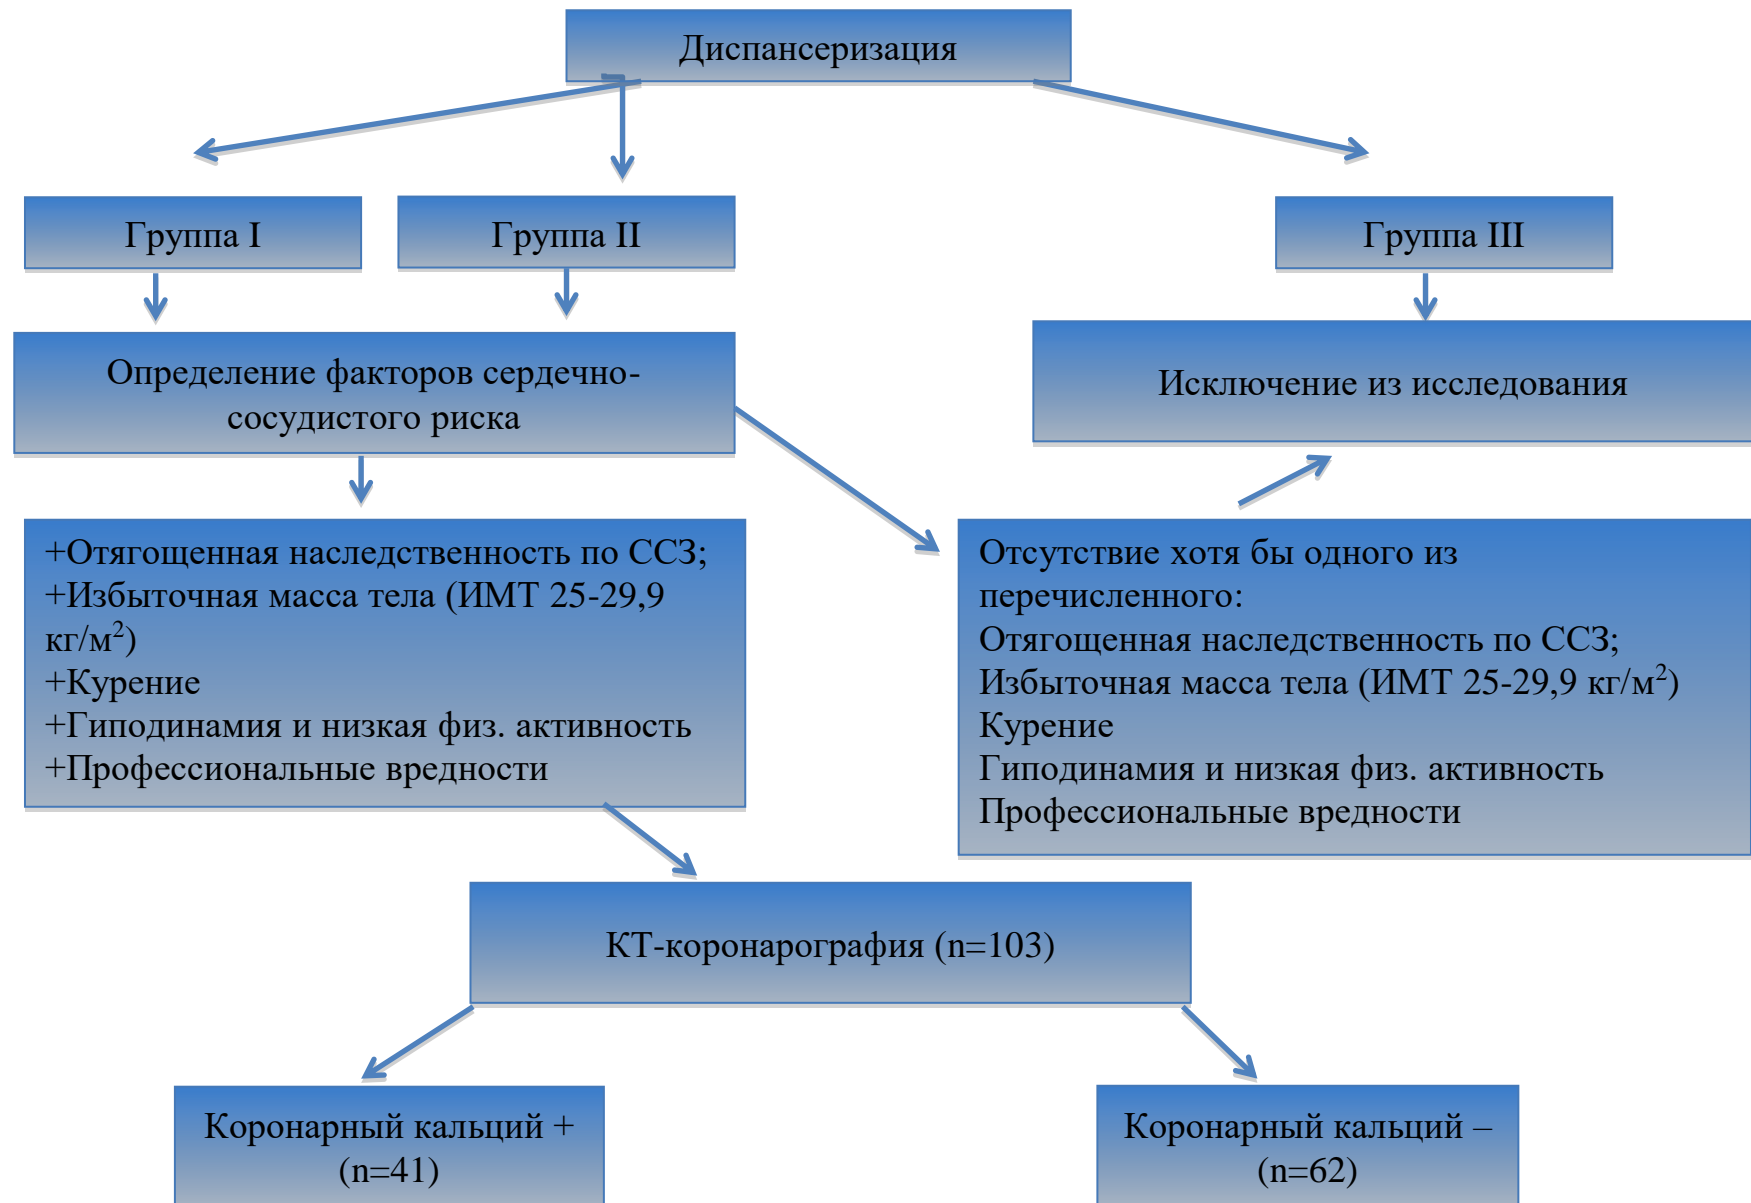 Диспансеризация
Группа I
Группа II
Группа III
Определение факторов сердечно-
сосудистого риска
Исключение из исследования
+Отягощенная наследственность по ССЗ;
+Избыточная масса тела (ИМТ 25-29,9
кг/м²)
+Курение
+Гиподинамия и низкая физ. активность
+Профессиональные вредности
Отсутствие хотя бы одного из
перечисленного:
Отягощенная наследственность по ССЗ;
Избыточная масса тела (ИМТ 25-29,9 кг/м²)
Курение
Гиподинамия и низкая физ. активность
Профессиональные вредности
КТ-коронарография (n=103)
Коронарный кальций +
(n=41)
Коронарный кальций –
(n=62)